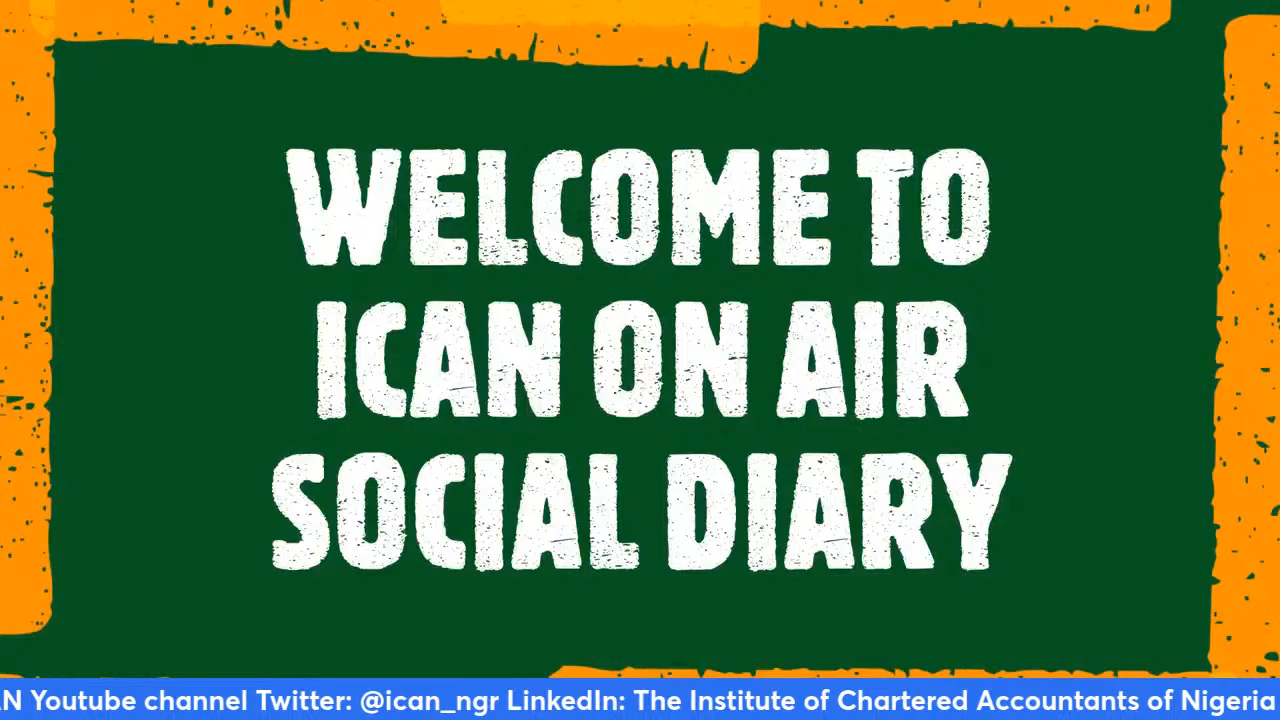 WELCOME TO
ICAN ON AIR
SOCIAL DIARY
AN Youtube channel Twitter: @ican_ngr LinkedIn: The Institute of Chartered Accountants of Nigeria